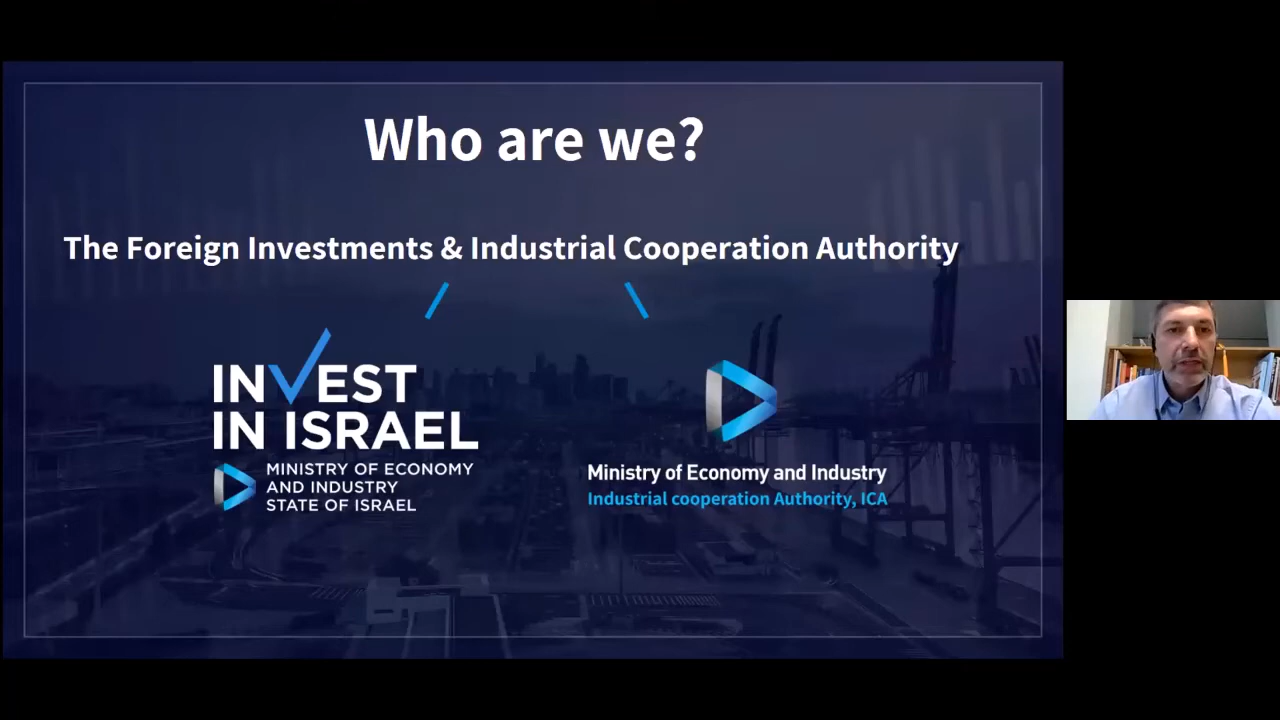 Who are we?
The Foreign Investments & Industrial Cooperation Authority
INVEST
IN ISRAEL
MINISTRY OF ECONOMY
AND INDUSTRY
STATE OF ISRAEL
Ministry of Economy and Industry
Industrial cooperation Authority, ICA